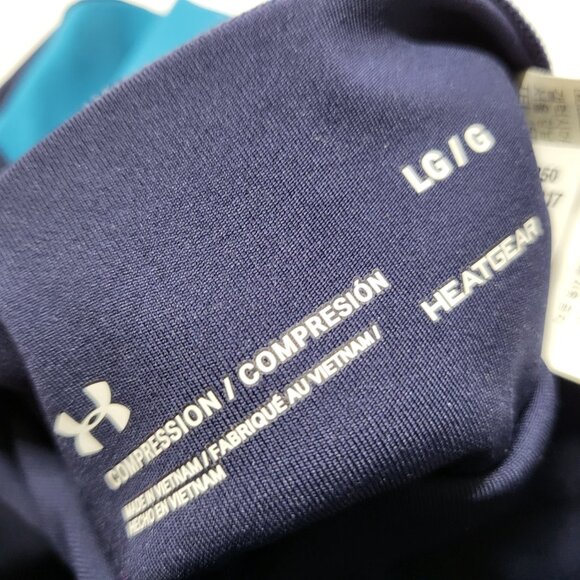 LG / G
HEATGEAR
COMPRESSION / COMPRESIÓN
MADE IN VIETNAM / FABRIQUÉ AU VIETNAM /
HECHO EN VIETNAM